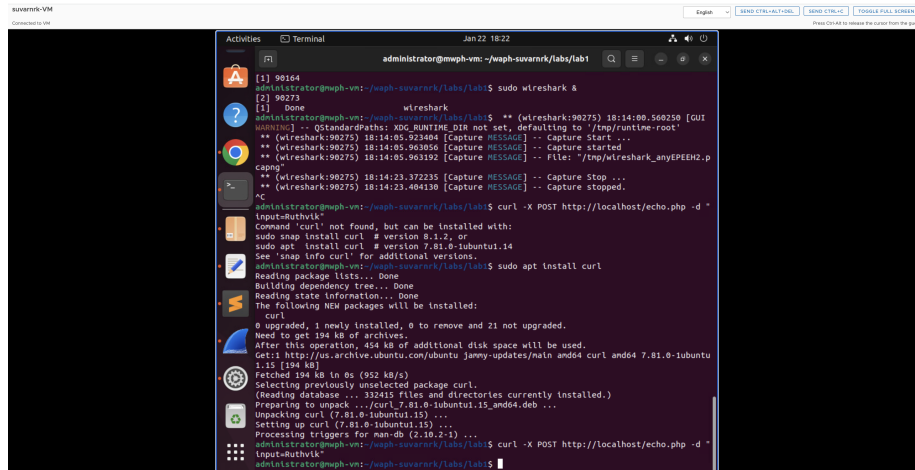 suvarnrk-VM
English
SEND CTRL+ALT+DEL
SEND CTRL+C
TOGGLE FULL SCREEN
Connected to VM
Press Ctrl-Alt to release the cursor from the gue
Activities
Terminal
Jan 22 18:22
administrator@mwph-vm: ~/waph-suvarnrk/labs/lab1
[1] 90164
administrator@mwph-vm:~/waph-suvarnrk/labs/lab1$ sudo wireshark &
[2] 90273
[1]   Done                    wireshark
administrator@mwph-vm:~/waph-suvarnrk/labs/lab1$  ** (wireshark:90275) 18:14:00.560250 [GUI
WARNING] -- QStandardPaths: XDG_RUNTIME_DIR not set, defaulting to '/tmp/runtime-root'
 ** (wireshark:90275) 18:14:05.923404 [Capture MESSAGE] -- Capture Start ...
 ** (wireshark:90275) 18:14:05.963056 [Capture MESSAGE] -- Capture started
 ** (wireshark:90275) 18:14:05.963192 [Capture MESSAGE] -- File: "/tmp/wireshark_anyEPEEH2.p
capng"
 ** (wireshark:90275) 18:14:23.372235 [Capture MESSAGE] -- Capture Stop ...
 ** (wireshark:90275) 18:14:23.404130 [Capture MESSAGE] -- Capture stopped.
^C
administrator@mwph-vm:~/waph-suvarnrk/labs/lab1$ curl -X POST http://localhost/echo.php -d "
input=Ruthvik"
Command 'curl' not found, but can be installed with:
sudo snap install curl  # version 8.1.2, or
sudo apt  install curl  # version 7.81.0-1ubuntu1.14
See 'snap info curl' for additional versions.
administrator@mwph-vm:~/waph-suvarnrk/labs/lab1$ sudo apt install curl
Reading package lists... Done
Building dependency tree... Done
Reading state information... Done
The following NEW packages will be installed:
  curl
0 upgraded, 1 newly installed, 0 to remove and 21 not upgraded.
Need to get 194 kB of archives.
After this operation, 454 kB of additional disk space will be used.
Get:1 http://us.archive.ubuntu.com/ubuntu jammy-updates/main amd64 curl amd64 7.81.0-1ubuntu
1.15 [194 kB]
Fetched 194 kB in 0s (952 kB/s)
Selecting previously unselected package curl.
(Reading database ... 332415 files and directories currently installed.)
Preparing to unpack .../curl_7.81.0-1ubuntu1.15_amd64.deb ...
Unpacking curl (7.81.0-1ubuntu1.15) ...
Setting up curl (7.81.0-1ubuntu1.15) ...
Processing triggers for man-db (2.10.2-1) ...
administrator@mwph-vm:~/waph-suvarnrk/labs/lab1$ curl -X POST http://localhost/echo.php -d "
input=Ruthvik"
administrator@mwph-vm:~/waph-suvarnrk/labs/lab1$